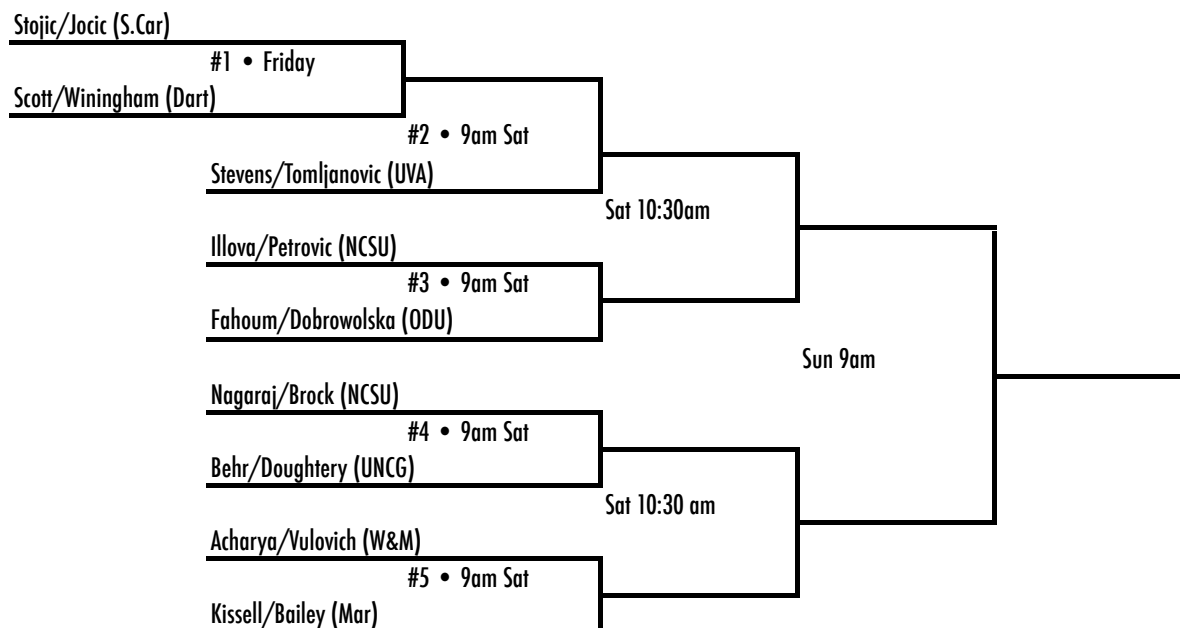 Stojic/Jocic (S.Car)
#1 • Friday
Scott/Winingham (Dart)
#2 • 9am Sat
Stevens/Tomljanovic (UVA)
Sat 10:30am
Illova/Petrovic (NCSU)
#3 • 9am Sat
Fahoum/Dobrowolska (ODU)
Sun 9am
Nagaraj/Brock (NCSU)
#4 • 9am Sat
Behr/Doughtery (UNCG)
Sat 10:30 am
Acharya/Vulovich (W&M)
#5 • 9am Sat
Kissell/Bailey (Mar)